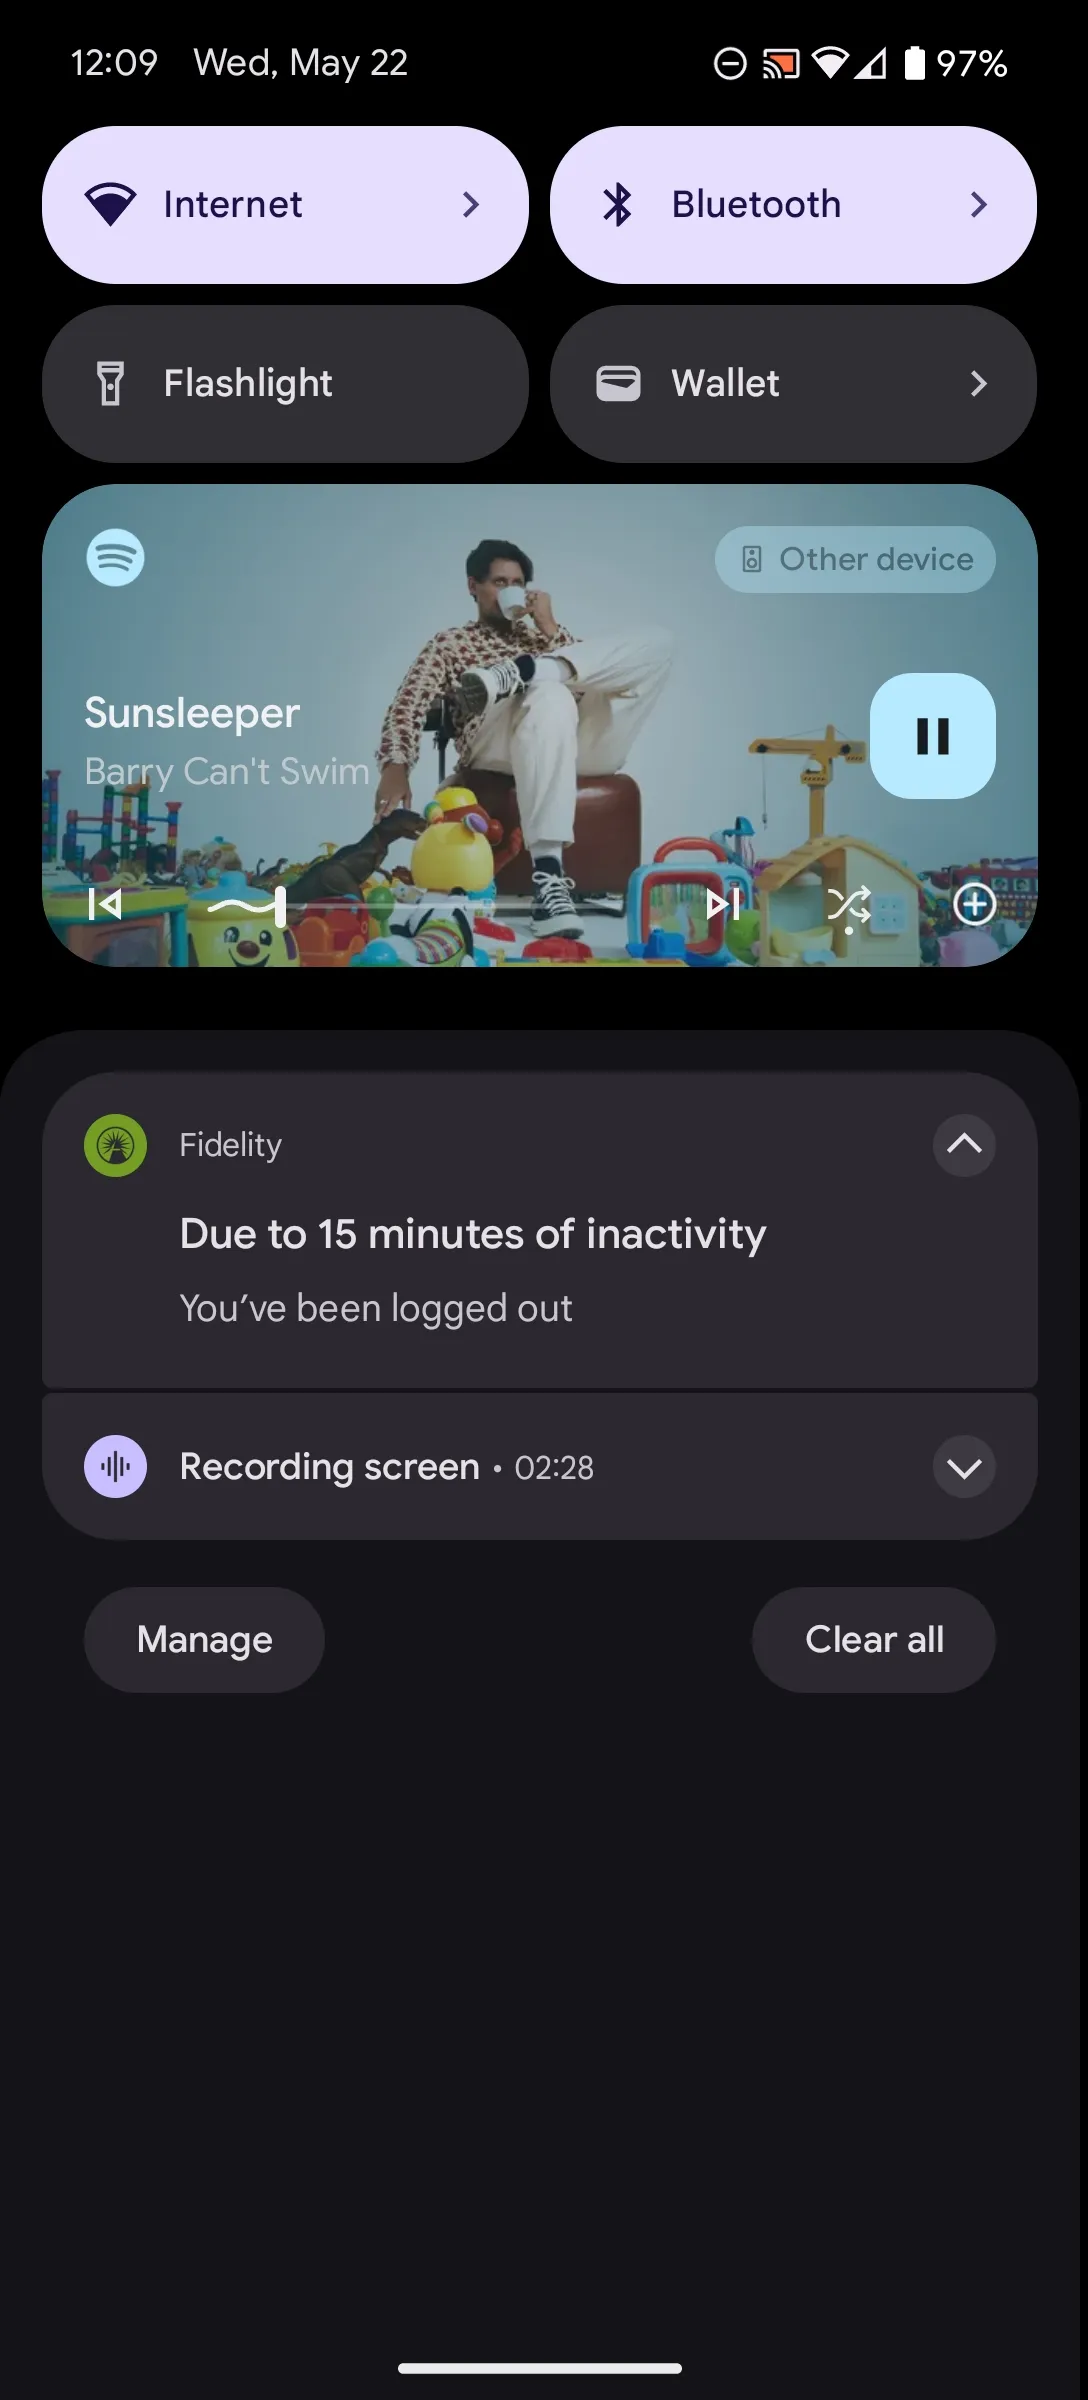 12:09 Wed, May 22 97%
Internet Bluetooth
Flashlight Wallet
Other device
Sunsleeper
Barry Can't Swim
Fidelity
Due to 15 minutes of inactivity
You’ve been logged out
Recording screen • 02:28
Manage Clear all